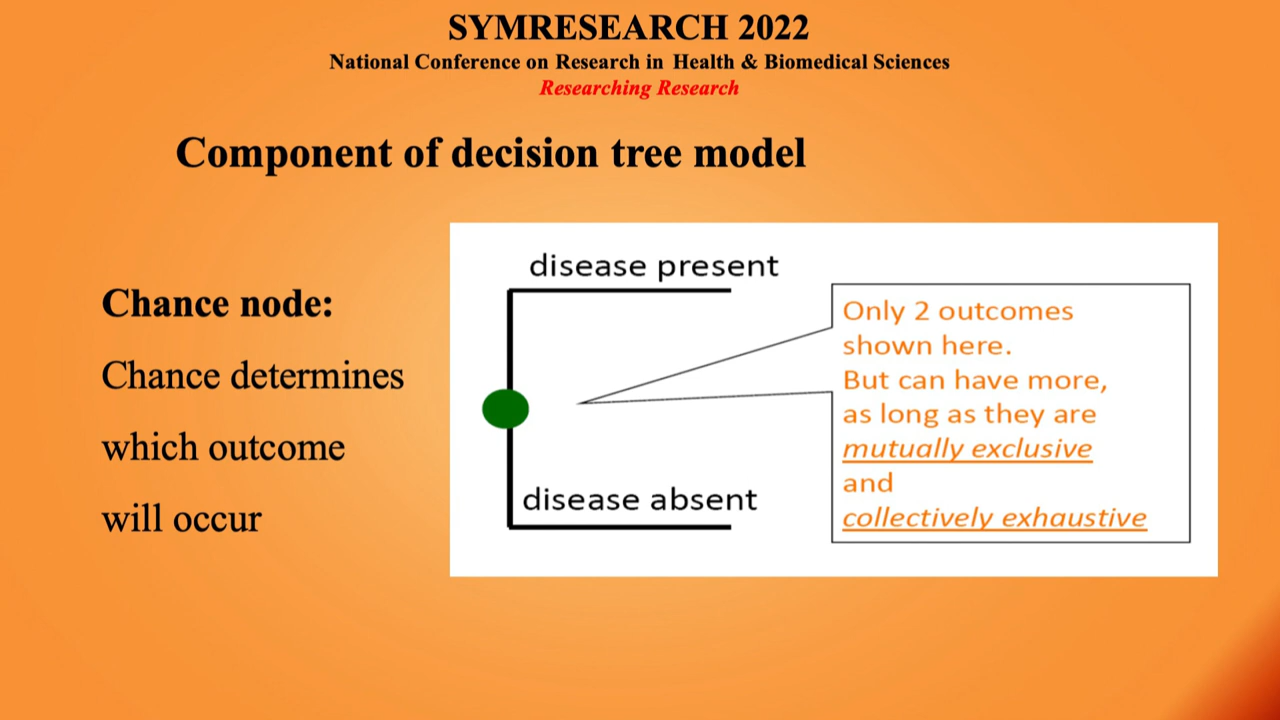 SYMRESEARCH 2022
National Conference on Research in Health & Biomedical Sciences
Researching Research
Component of decision tree model
Chance node:
Chance determines
which outcome
will occur
disease present
disease absent
Only 2 outcomes
shown here.
But can have more,
as long as they are
mutually exclusive
and
collectively exhaustive